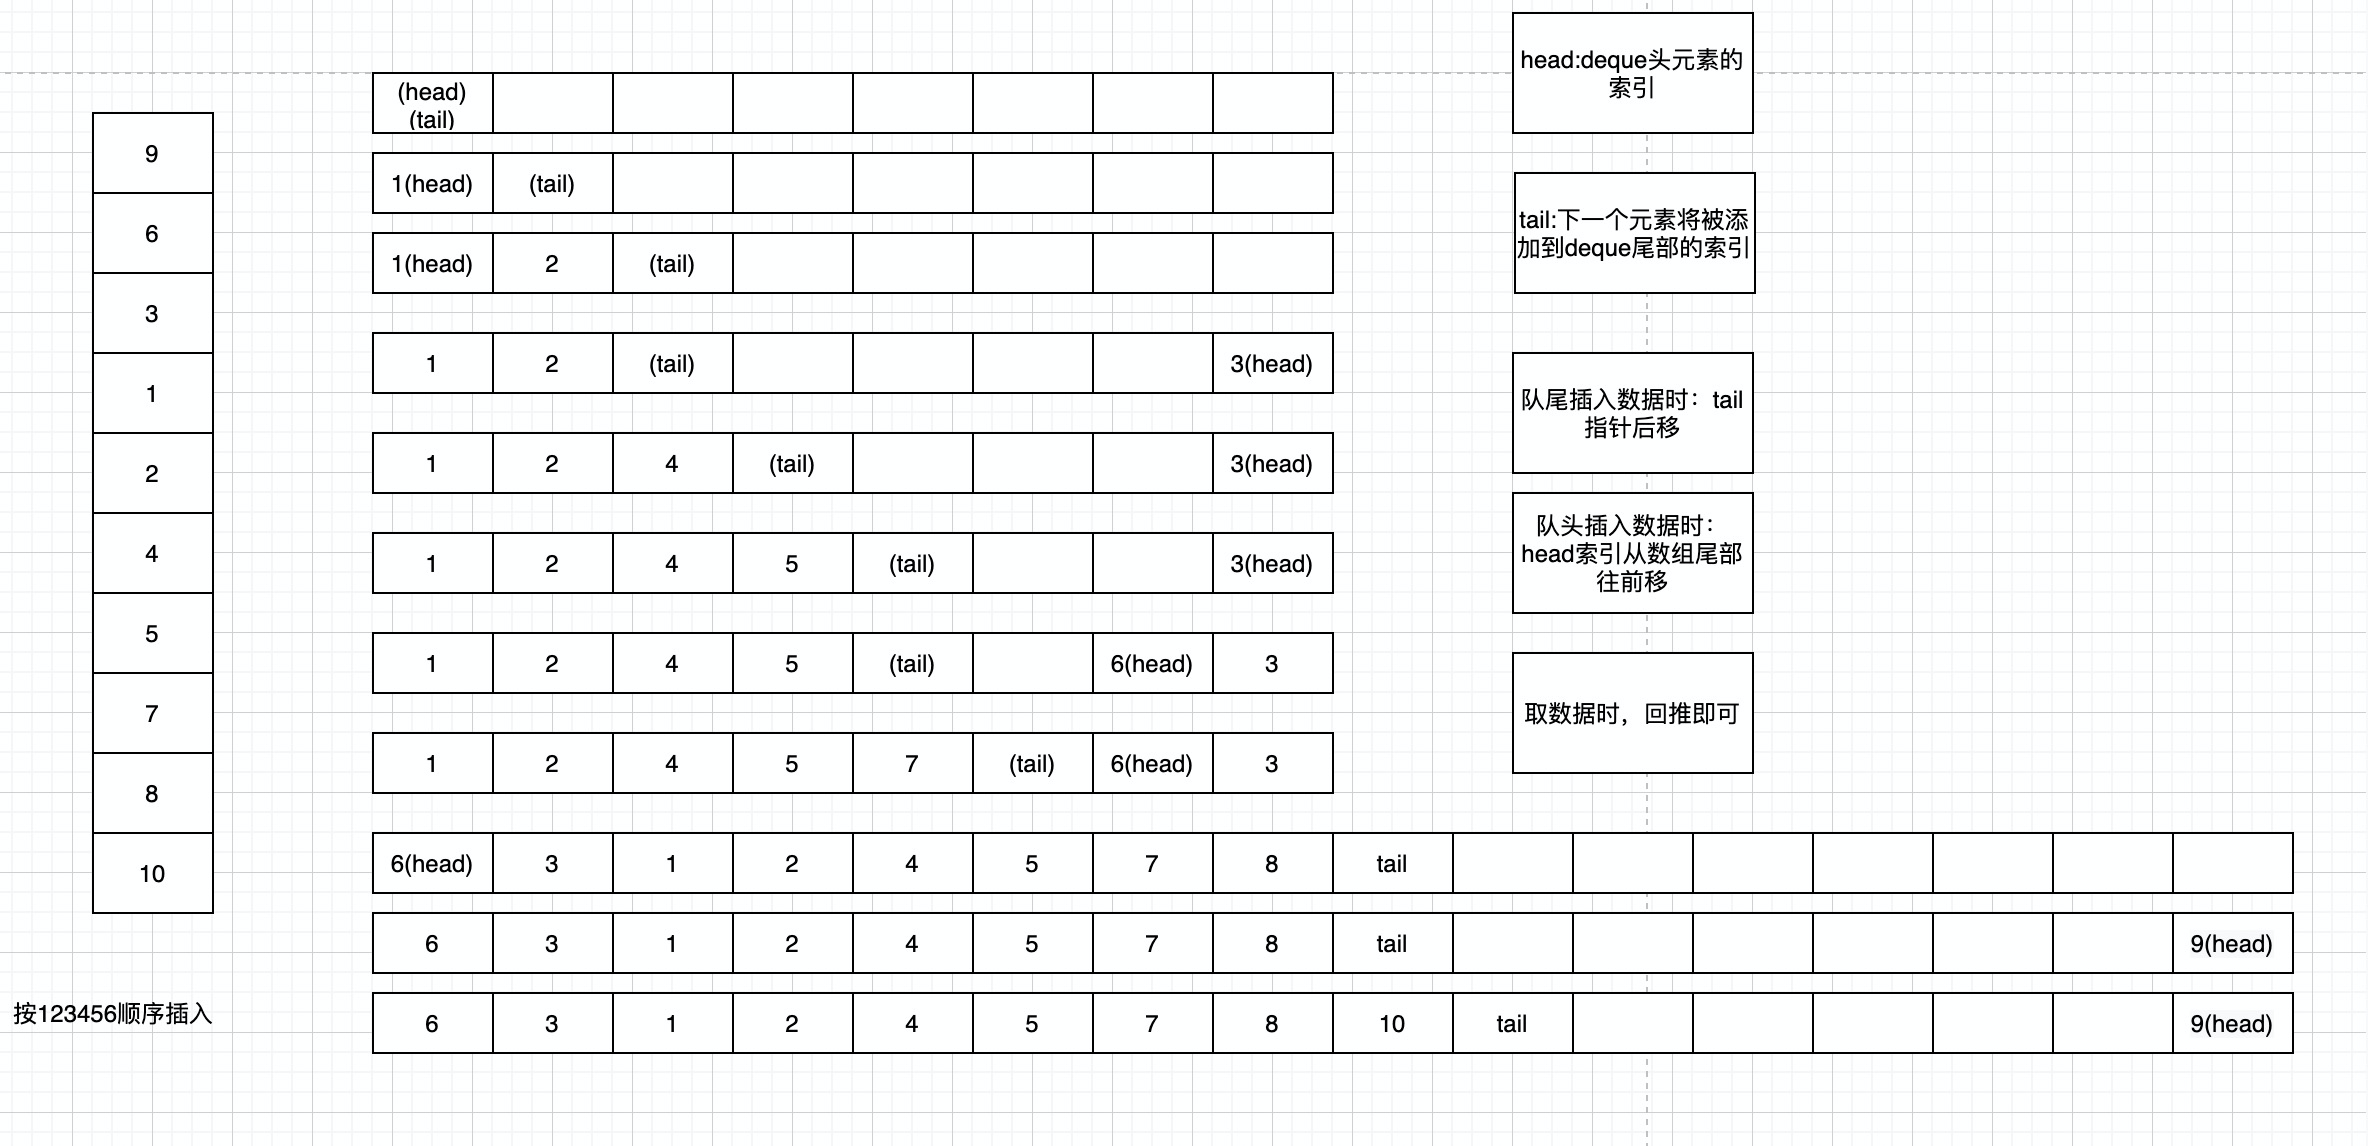 9
6
3
1
2
4
5
7
8
10
按123456顺序插入
(head)
(tail)
1(head) (tail)
1(head) 2 (tail)
1 2 (tail) 3(head)
1 2 4 (tail) 3(head)
1 2 4 5 (tail) 3(head)
1 2 4 5 (tail) 6(head) 3
1 2 4 5 7 (tail) 6(head) 3
6(head) 3 1 2 4 5 7 8 tail
6 3 1 2 4 5 7 8 tail 9(head)
6 3 1 2 4 5 7 8 10 tail 9(head)
head:deque头元素的
索引
tail:下一个元素将被添
加到deque尾部的索引
队尾插入数据时：tail
指针后移
队头插入数据时：
head索引从数组尾部
往前移
取数据时，回推即可